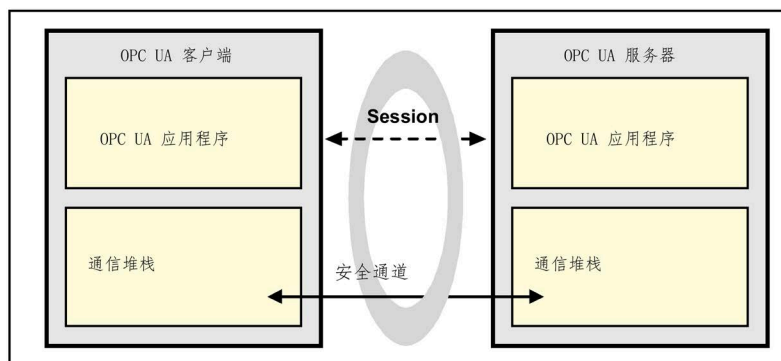 OPC UA 客户端
OPC UA 服务器
OPC UA 应用程序
Session
OPC UA 应用程序
通信堆栈
安全通道
通信堆栈